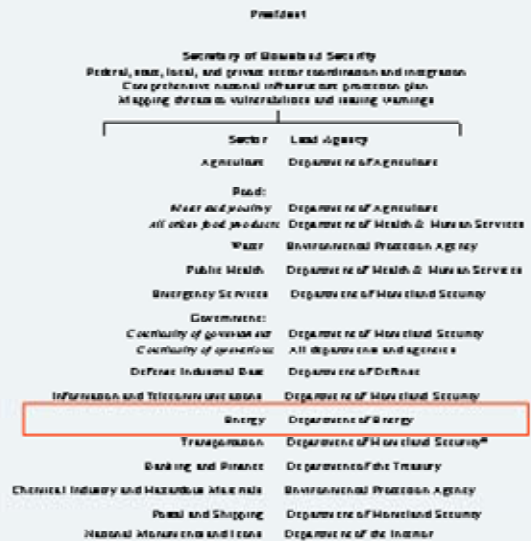 President
Secretary of Homeland Security
Federal, state, local, and private sector coordination and integration
Comprehensive national infrastructure protection plan
Mapping threats to vulnerabilities and issuing warnings
Sector Lead Agency
Agriculture Department of Agriculture
Food:
Meat and poultry Department of Agriculture
All other food products Department of Health & Human Services
Water Environmental Protection Agency
Public Health Department of Health & Human Services
Emergency Services Department of Homeland Security
Government:
Continuity of government Department of Homeland Security
Continuity of operations All departments and agencies
Defense Industrial Base Department of Defense
Information and Telecommunications Department of Homeland Security
Energy Department of Energy
Transportation Department of Homeland Security*
Banking and Finance Department of the Treasury
Chemical Industry and Hazardous Materials Environmental Protection Agency
Postal and Shipping Department of Homeland Security
National Monuments and Icons Department of the Interior